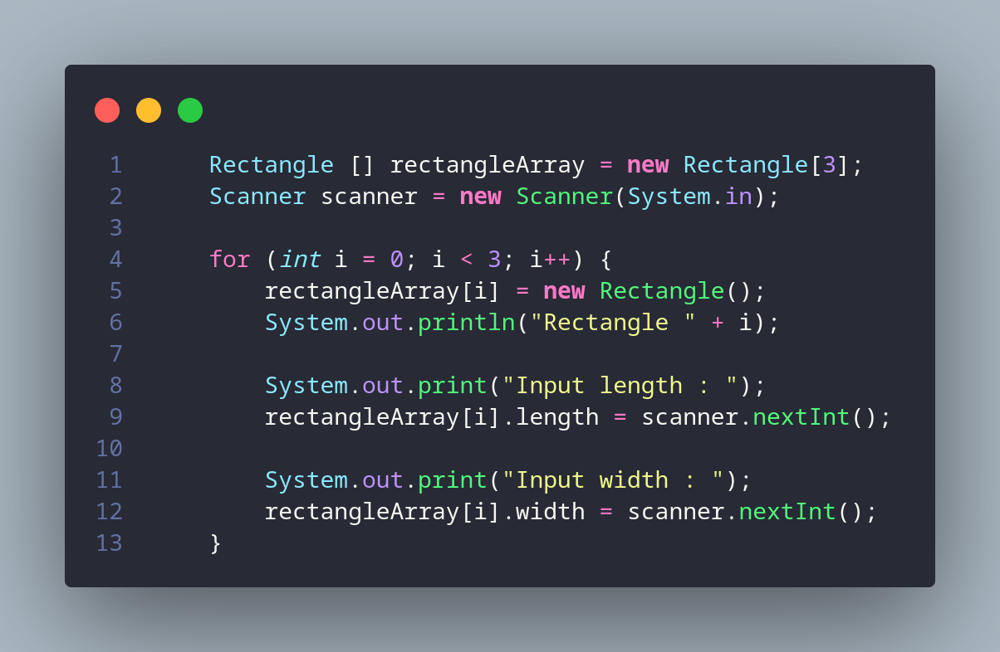 1 Rectangle [] rectangleArray = new Rectangle[3];
2 Scanner scanner = new Scanner(System.in);
3
4 for (int i = 0; i < 3; i++) {
5 rectangleArray[i] = new Rectangle();
6 System.out.println("Rectangle " + i);
7
8 System.out.print("Input length : ");
9 rectangleArray[i].length = scanner.nextInt();
10
11 System.out.print("Input width : ");
12 rectangleArray[i].width = scanner.nextInt();
13 }